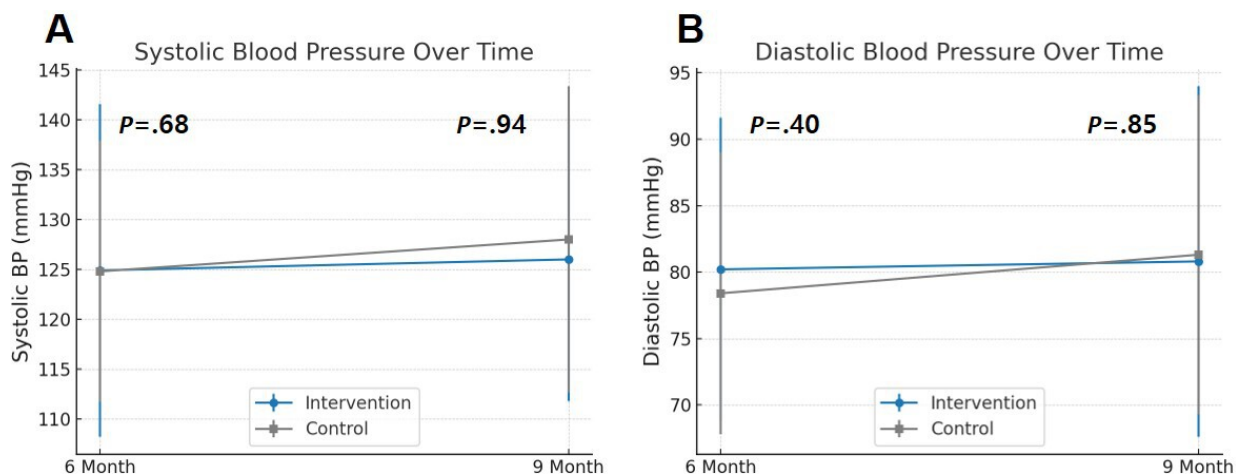 A
Systolic Blood Pressure Over Time
Systolic BP (mmHg)
145
140
135
130
125
120
115
110
P=.68
P=.94
Intervention
Control
6 Month
9 Month
B
Diastolic Blood Pressure Over Time
Diastolic BP (mmHg)
95
90
85
80
75
70
P=.40
P=.85
Intervention
Control
6 Month
9 Month